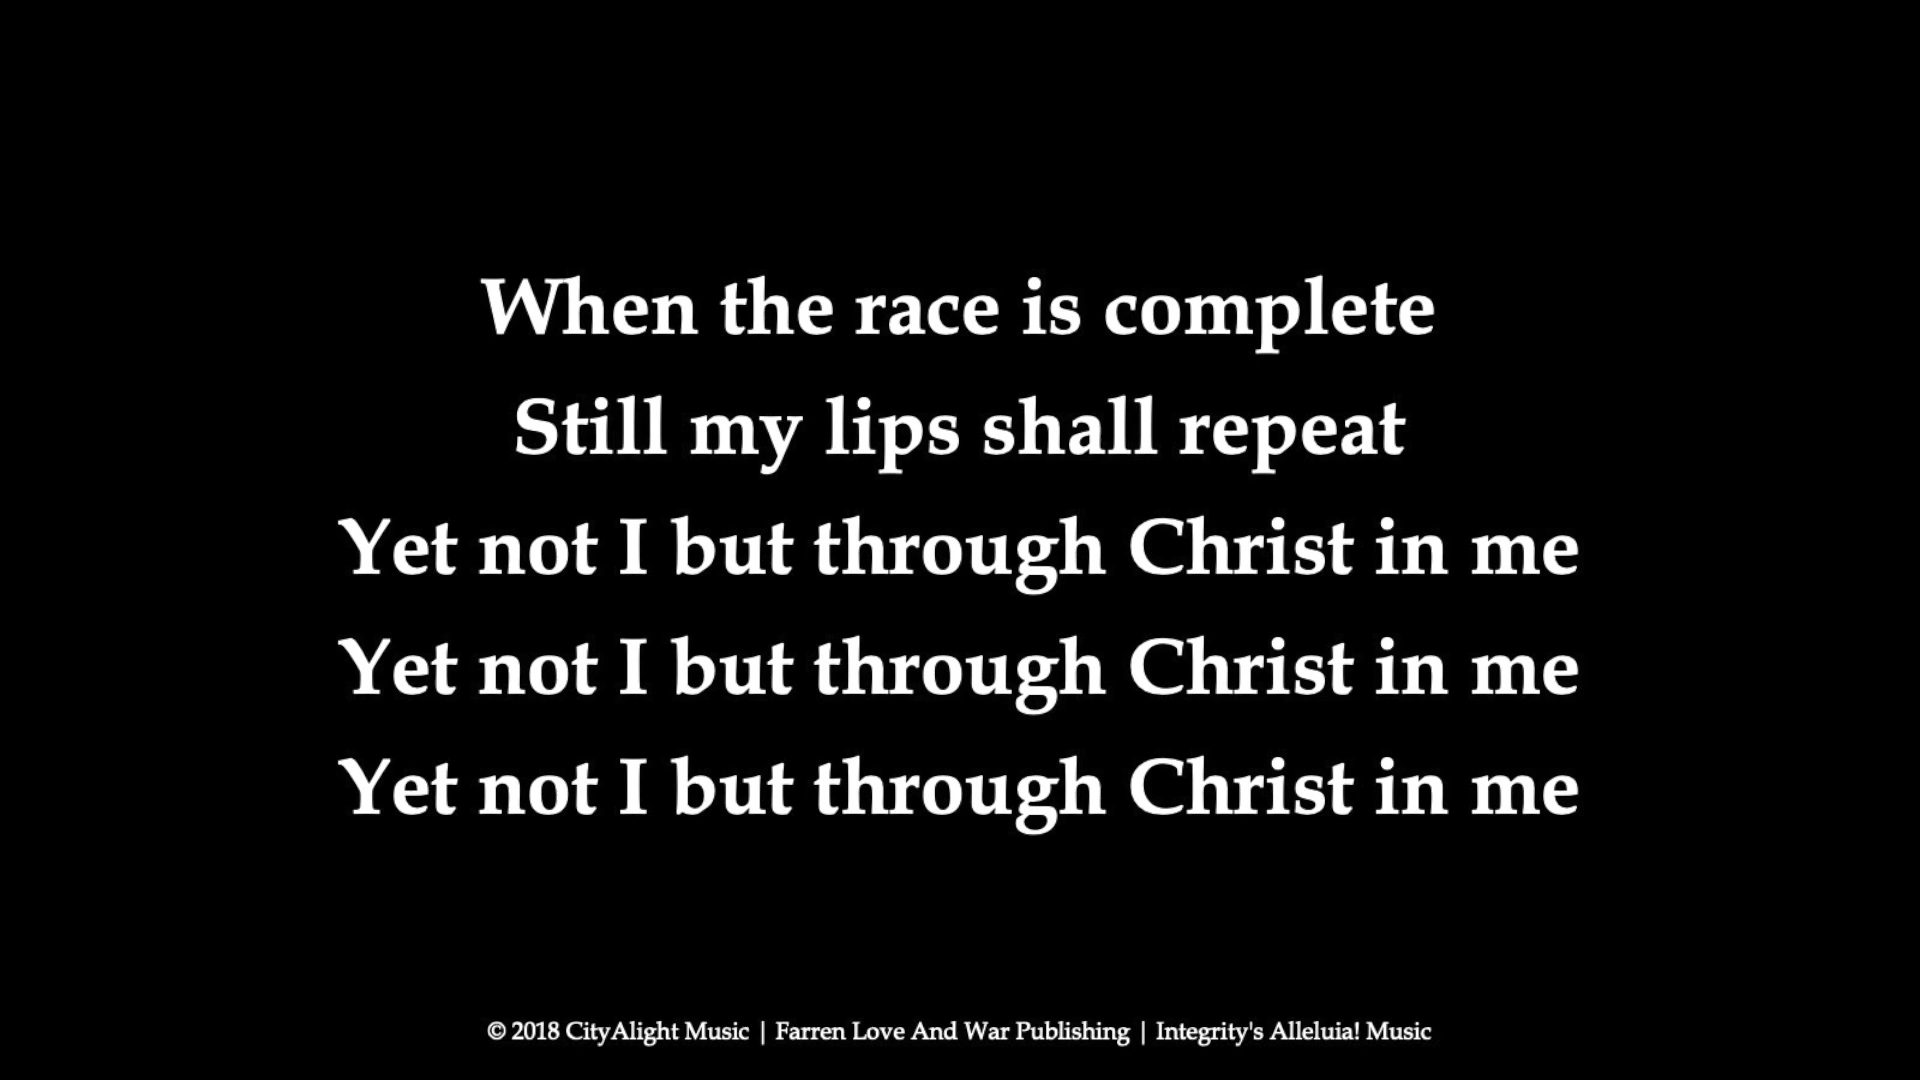 When the race is complete
Still my lips shall repeat
Yet not I but through Christ in me
Yet not I but through Christ in me
Yet not I but through Christ in me
© 2018 CityAlight Music | Farren Love And War Publishing | Integrity's Alleluia! Music